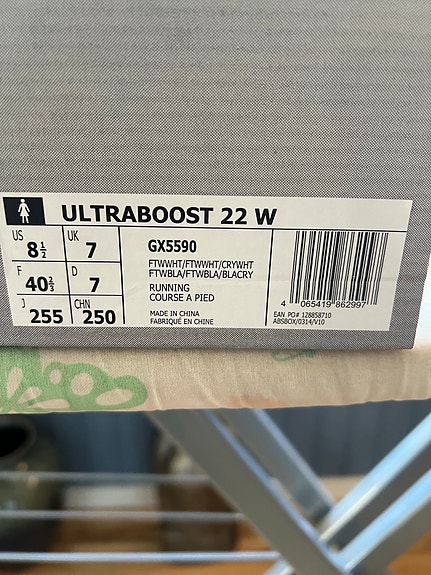 ULTRABOOST 22 W
US
8½
UK
7
F
40⅔
D
7
J
255
CHN
250
GX5590
FTWWHT/FTWWHT/CRYWHT
FTWBLA/FTWBLA/BLACRY
RUNNING
COURSE A PIED
MADE IN CHINA
FABRIQUÉ EN CHINE
4 065419 862997
EAN PO# 128858710
ABSBOX/0314/V10